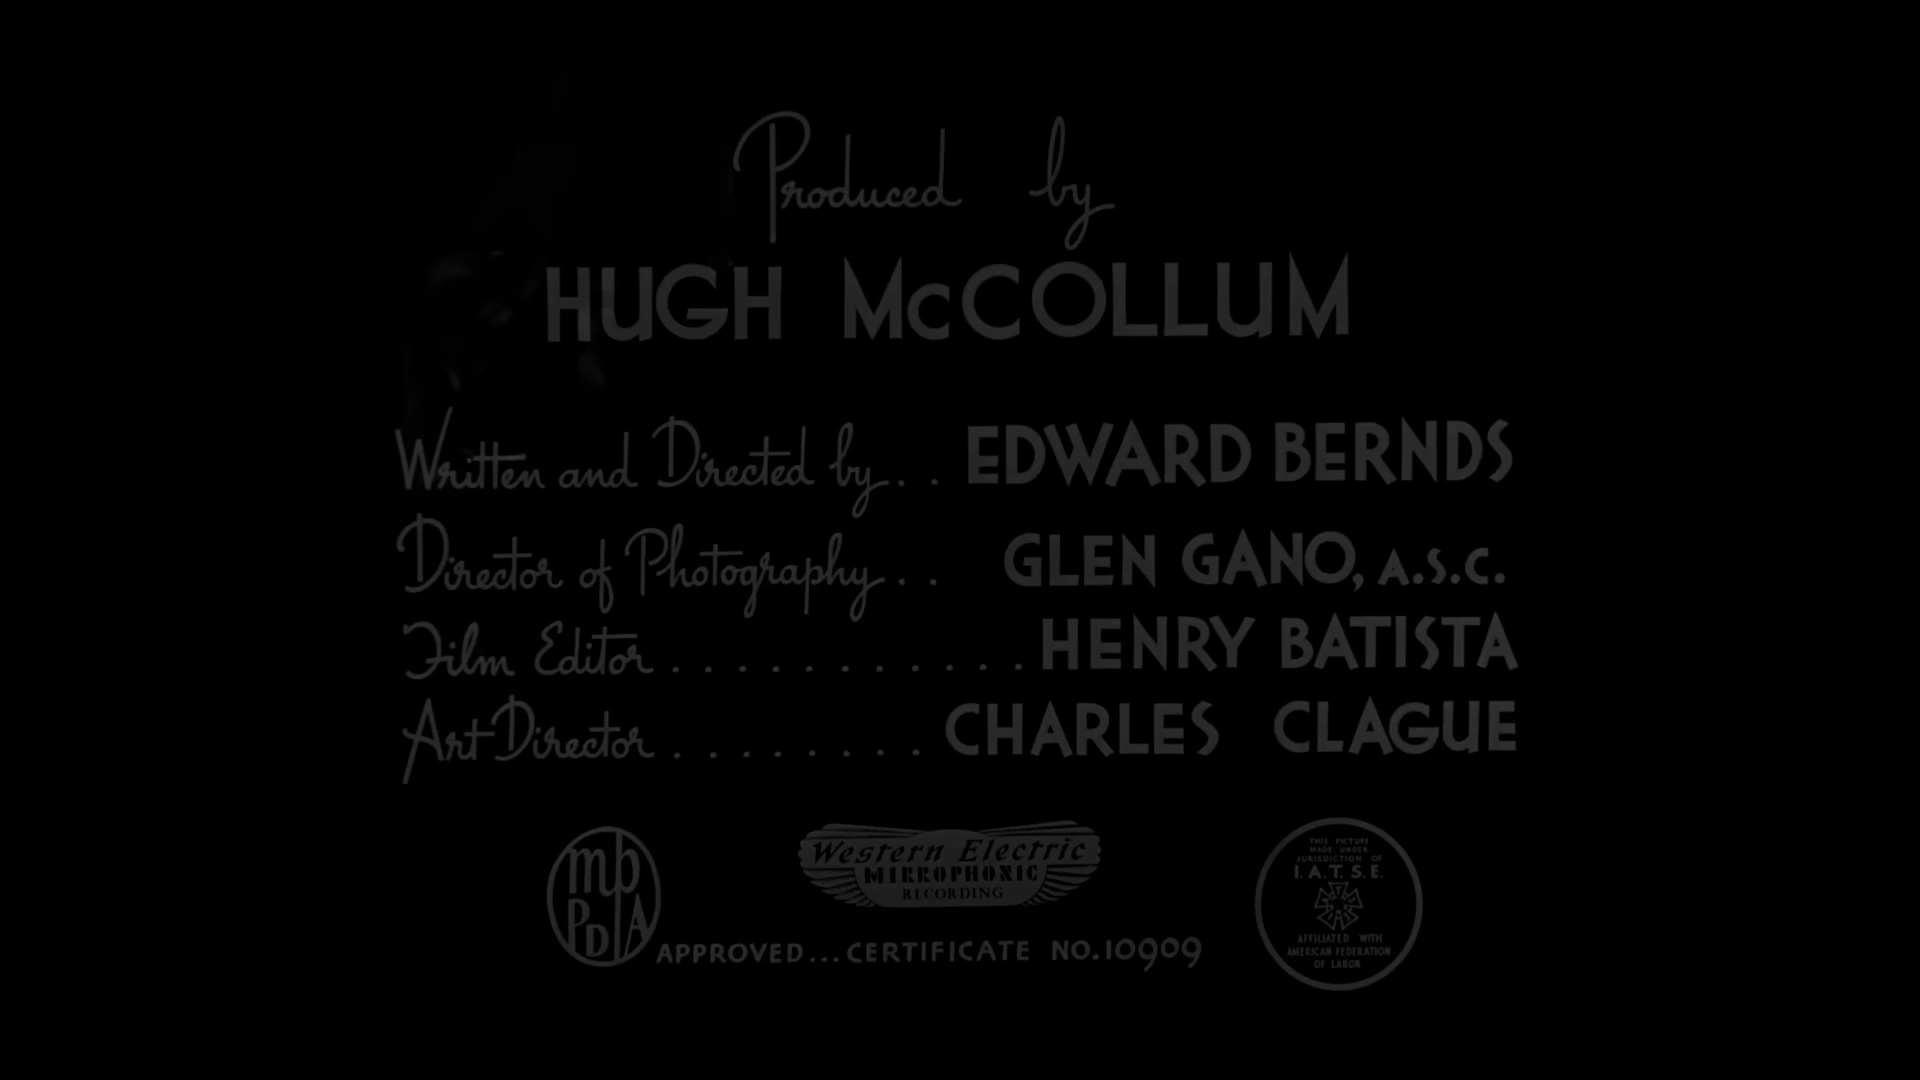 Produced by
HUGH McCOLLUM
Written and Directed by . . EDWARD BERNDS
Director of Photography . . GLEN GANO, A.S.C.
Film Editor . . . . . . . . . . . HENRY BATISTA
Art Director . . . . . . . . CHARLES CLAGUE
mp
PDA
Western Electric
MIRROPHONIC
RECORDING
APPROVED...CERTIFICATE NO.10909
THIS PICTURE
MADE UNDER
JURISDICTION OF
I.A.T.S.E.
AFFILIATED WITH
AMERICAN FEDERATION
OF LABOR